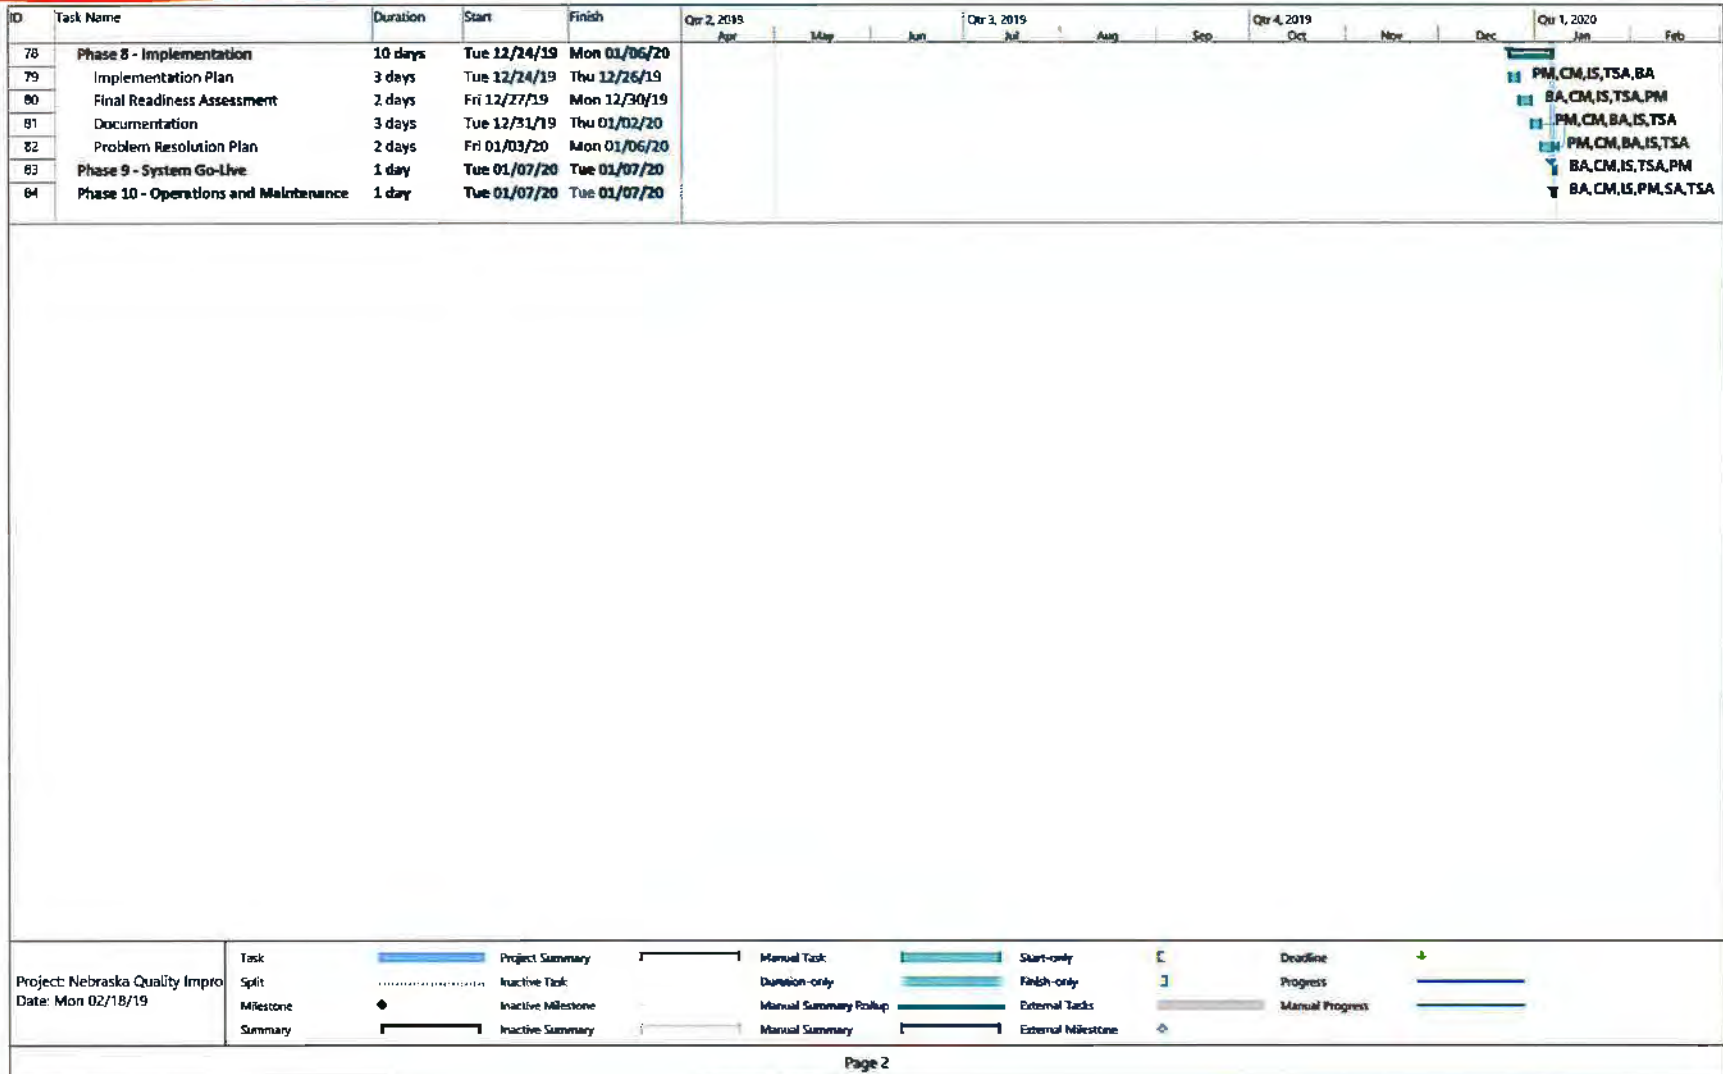 ID Task Name Duration Start Finish Qtr 2, 2019 Qtr 3, 2019 Qtr 4, 2019 Qtr 1, 2020
Apr May Jun Jul Aug Sep Oct Nov Dec Jan Feb
78 Phase 8 - Implementation 10 days Tue 12/24/19 Mon 01/06/20
79 Implementation Plan 3 days Tue 12/24/19 Thu 12/26/19 PM,CM,IS,TSA,BA
80 Final Readiness Assessment 2 days Fri 12/27/19 Mon 12/30/19 BA,CM,IS,TSA,PM
81 Documentation 3 days Tue 12/31/19 Thu 01/02/20 PM,CM,BA,IS,TSA
82 Problem Resolution Plan 2 days Fri 01/03/20 Mon 01/06/20 PM,CM,BA,IS,TSA
83 Phase 9 - System Go-Live 1 day Tue 01/07/20 Tue 01/07/20 BA,CM,IS,TSA,PM
84 Phase 10 - Operations and Maintenance 1 day Tue 01/07/20 Tue 01/07/20 BA,CM,IS,PM,SA,TSA
Project: Nebraska Quality Impro
Date: Mon 02/18/19
Task Project Summary Manual Task Start-only Deadline
Split Inactive Task Duration-only Finish-only Progress
Milestone Inactive Milestone Manual Summary Rollup External Tasks Manual Progress
Summary Inactive Summary Manual Summary External Milestone
Page 2